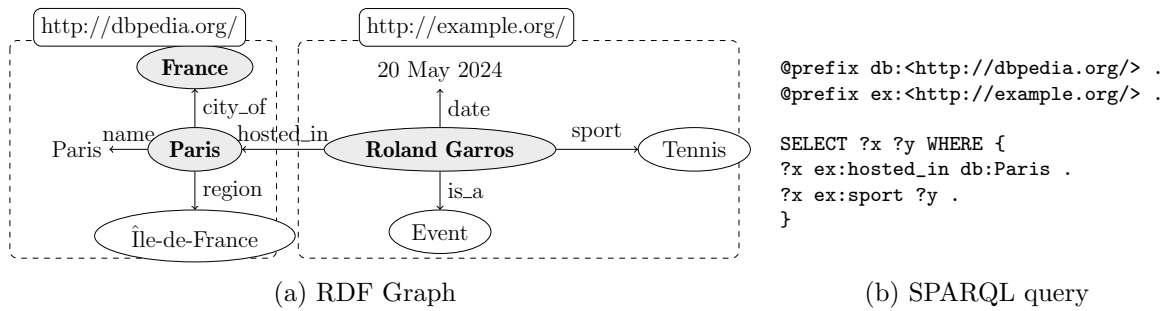 http://dbpedia.org/
http://example.org/
France
20 May 2024
city_of
date
Paris
name
Paris
hosted_in
Roland Garros
sport
Tennis
region
is_a
Île-de-France
Event
(a) RDF Graph
@prefix db:<http://dbpedia.org/> .
@prefix ex:<http://example.org/> .
SELECT ?x ?y WHERE {
?x ex:hosted_in db:Paris .
?x ex:sport ?y .
}
(b) SPARQL query